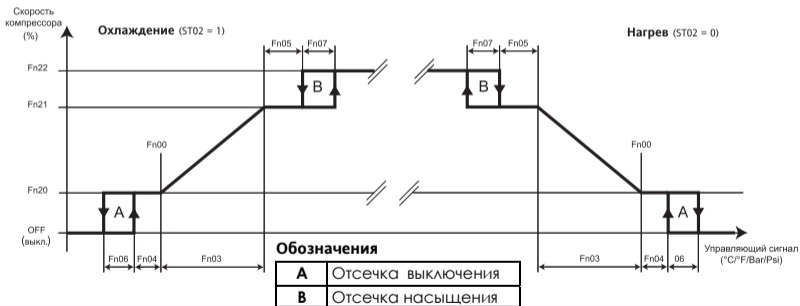 Скорость
компрессора
(%)
Охлаждение (ST02 = 1)
Нагрев (ST02 = 0)
Fn05
Fn07
Fn07
Fn05
Fn22
B
B
Fn21
Fn00
Fn00
Fn20
A
A
OFF
(выкл.)
Управляющий сигнал
(°C/°F/Bar/Psi)
Fn06
Fn04
Fn03
Fn03
Fn04
06
Обозначения
A Отсечка выключения
B Отсечка насыщения